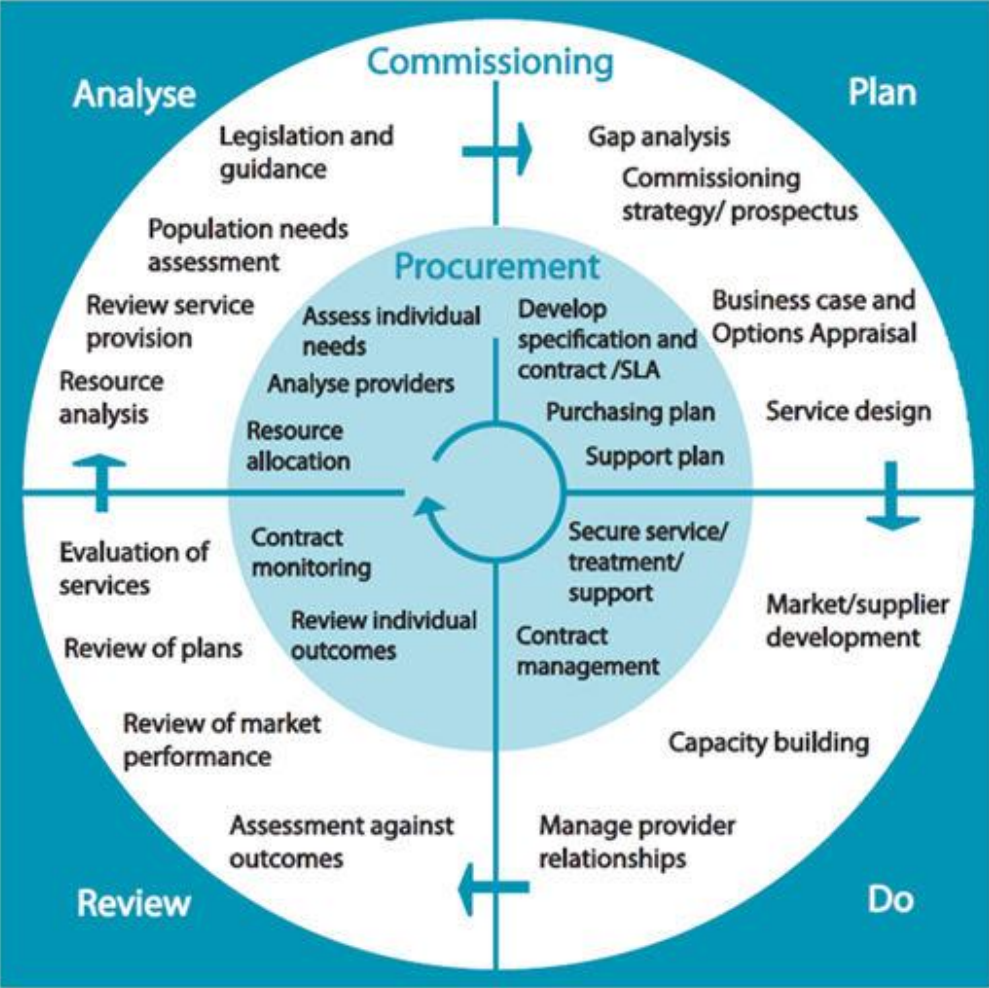 Commissioning
Analyse
Legislation and
guidance
Population needs
assessment
Review service
provision
Resource
analysis
Plan
Gap analysis
Commissioning
strategy/ prospectus
Business case and
Options Appraisal
Service design
Procurement
Assess individual
needs
Analyse providers
Resource
allocation
Develop
specification and
contract /SLA
Purchasing plan
Support plan
Secure service/
treatment/
support
Contract
management
Contract
monitoring
Review individual
outcomes
Market/supplier
development
Capacity building
Manage provider
relationships
Do
Evaluation of
services
Review of plans
Review of market
performance
Assessment against
outcomes
Review